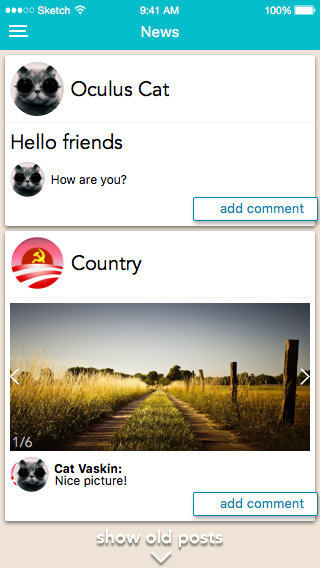 Sketch 9:41 AM 100%
News
Oculus Cat
Hello friends
How are you?
add comment
Country
1/6
Cat Vaskin:
Nice picture!
add comment
show old posts